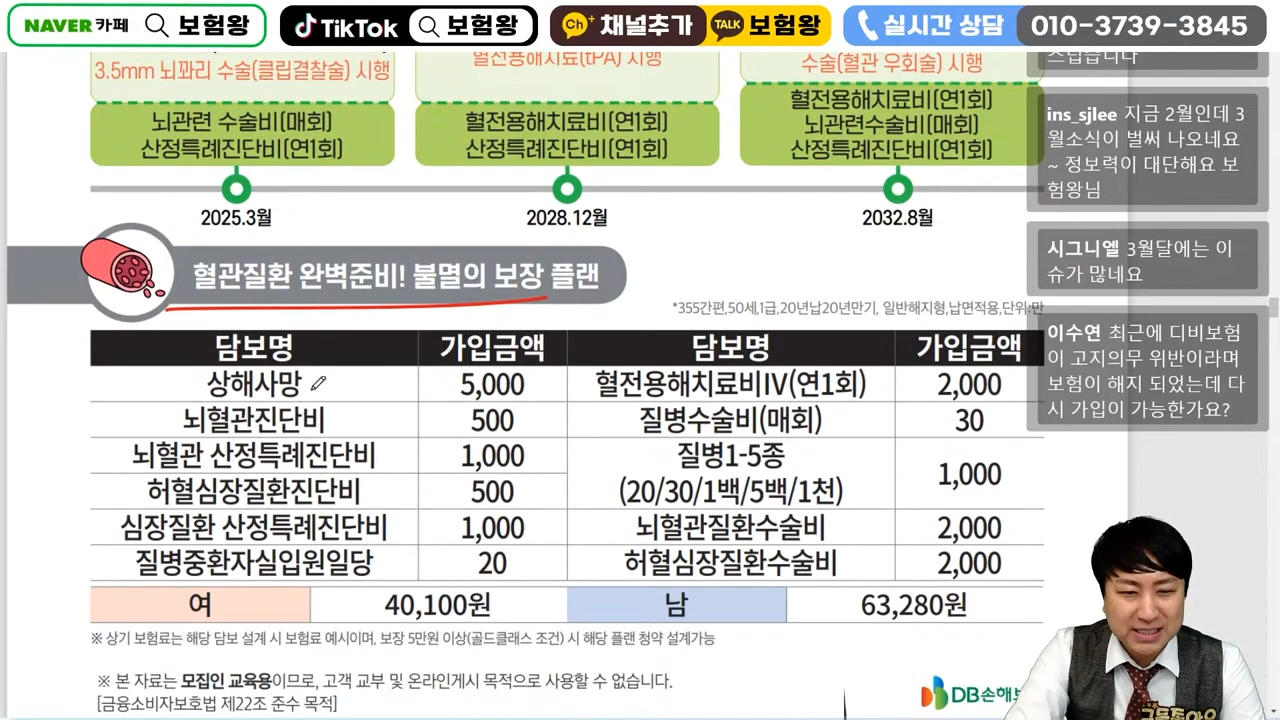 NAVER 카페 보험왕
TikTok 보험왕
Ch+ 채널추가 TALK 보험왕
실시간 상담 010-3739-3845
3.5mm 뇌꽈리 수술(클립결찰술) 시행
혈전용해치료(tPA) 시행
수술(혈관 우회술) 시행
뇌관련 수술비(매회)
산정특례진단비(연1회)
혈전용해치료비(연1회)
산정특례진단비(연1회)
혈전용해치료비(연1회)
뇌관련수술비(매회)
산정특례진단비(연1회)
2025.3월
2028.12월
2032.8월
혈관질환 완벽준비! 불멸의 보장 플랜
*355간편,50세,1급,20년납20년만기, 일반해지형,납면적용,단위:만
담보명 가입금액 담보명 가입금액
상해사망 5,000 혈전용해치료비IV(연1회) 2,000
뇌혈관진단비 500 질병수술비(매회) 30
뇌혈관 산정특례진단비 1,000 질병1-5종
허혈심장질환진단비 500 (20/30/1백/5백/1천) 1,000
심장질환 산정특례진단비 1,000 뇌혈관질환수술비 2,000
질병중환자실입원일당 20 허혈심장질환수술비 2,000
여 40,100원 남 63,280원
※ 상기 보험료는 해당 담보 설계 시 보험료 예시이며, 보장 5만원 이상(골드클래스 조건) 시 해당 플랜 청약 설계가능
※ 본 자료는 모집인 교육용이므로, 고객 교부 및 온라인게시 목적으로 사용할 수 없습니다.
[금융소비자보호법 제22조 준수 목적]
DB손해보
ins_sjlee 지금 2월인데 3
월소식이 벌써 나오네요
~ 정보력이 대단해요 보
험왕님
시그니엘 3월달에는 이
슈가 많네요
이수연 최근에 디비보험
이 고지의무 위반이라며
보험이 해지 되었는데 다
시 가입이 가능한가요?